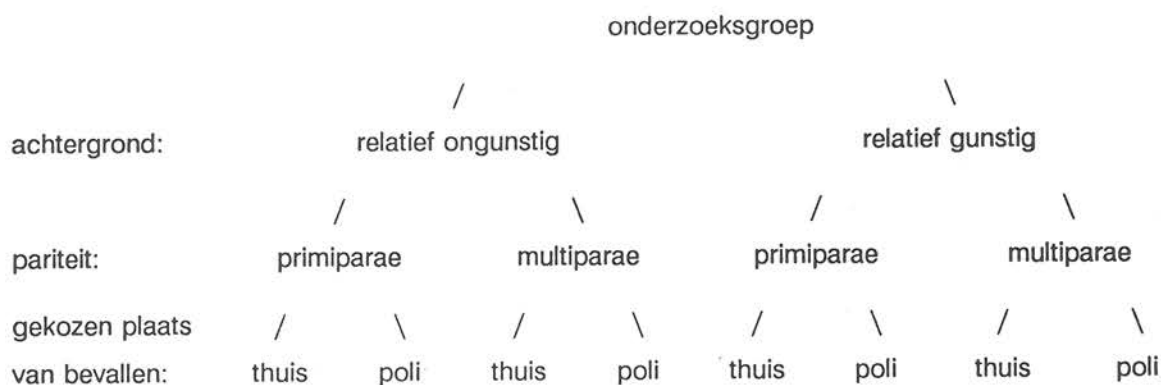 onderzoeksgroep
/ \
achtergrond: relatief ongunstig relatief gunstig
/ \ / \
pariteit: primiparae multiparae primiparae multiparae
gekozen plaats / \ / \ / \ / \
van bevallen: thuis poli thuis poli thuis poli thuis poli